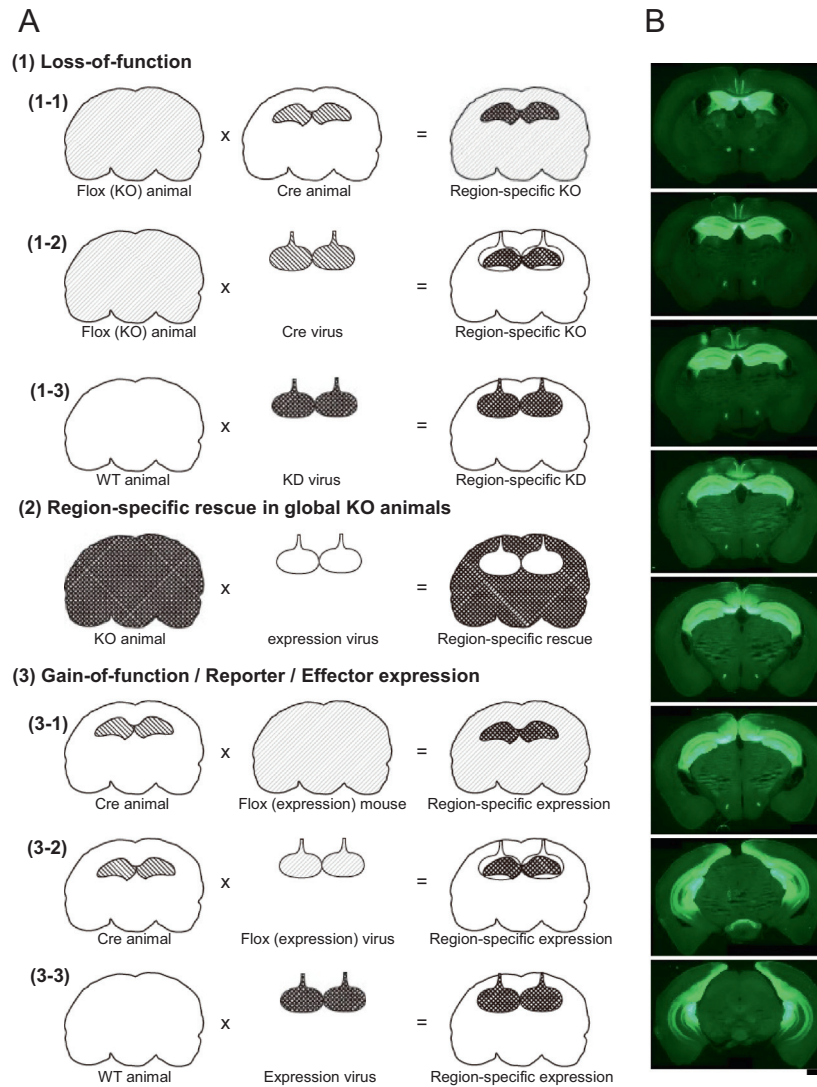 A
B
(1) Loss-of-function
(1-1)
x
=
Flox (KO) animal
Cre animal
Region-specific KO
(1-2)
x
=
Flox (KO) animal
Cre virus
Region-specific KO
(1-3)
x
=
WT animal
KD virus
Region-specific KD
(2) Region-specific rescue in global KO animals
x
=
KO animal
expression virus
Region-specific rescue
(3) Gain-of-function / Reporter / Effector expression
(3-1)
x
=
Cre animal
Flox (expression) mouse
Region-specific expression
(3-2)
x
=
Cre animal
Flox (expression) virus
Region-specific expression
(3-3)
x
=
WT animal
Expression virus
Region-specific expression